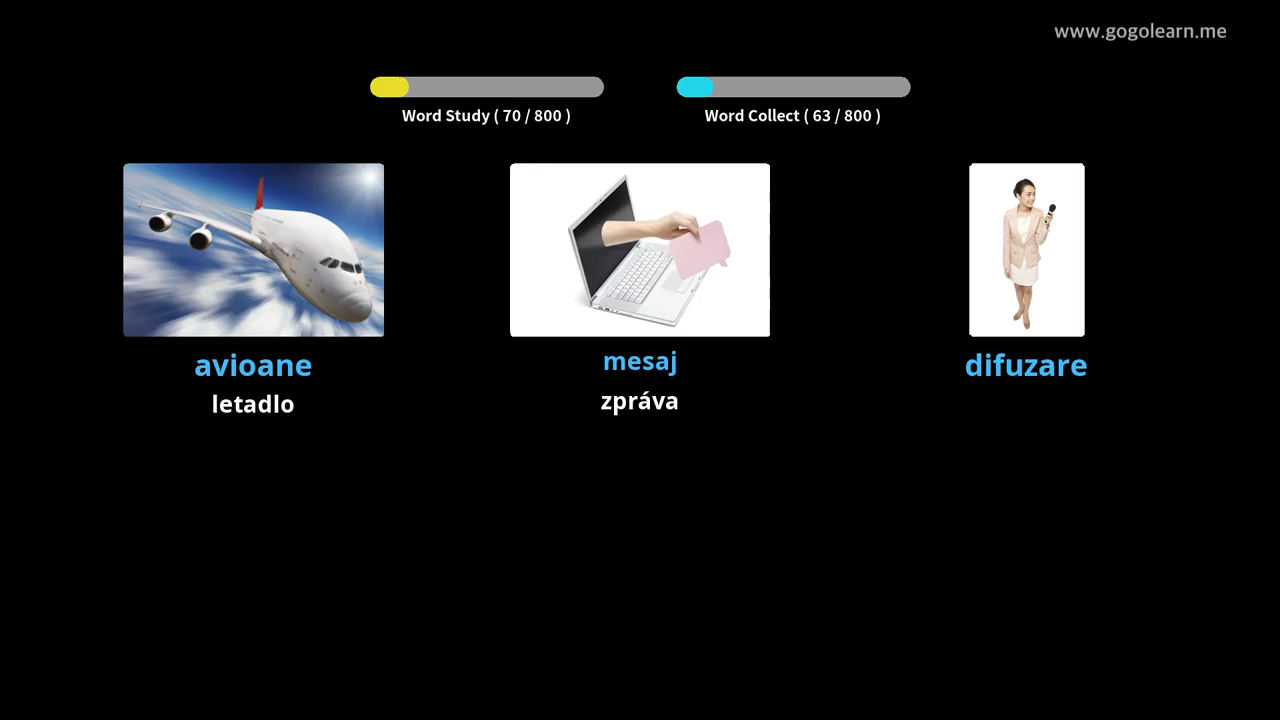 www.gogolearn.me
Word Study ( 70 / 800 )
Word Collect ( 63 / 800 )
avioane
letadlo
mesaj
zpráva
difuzare